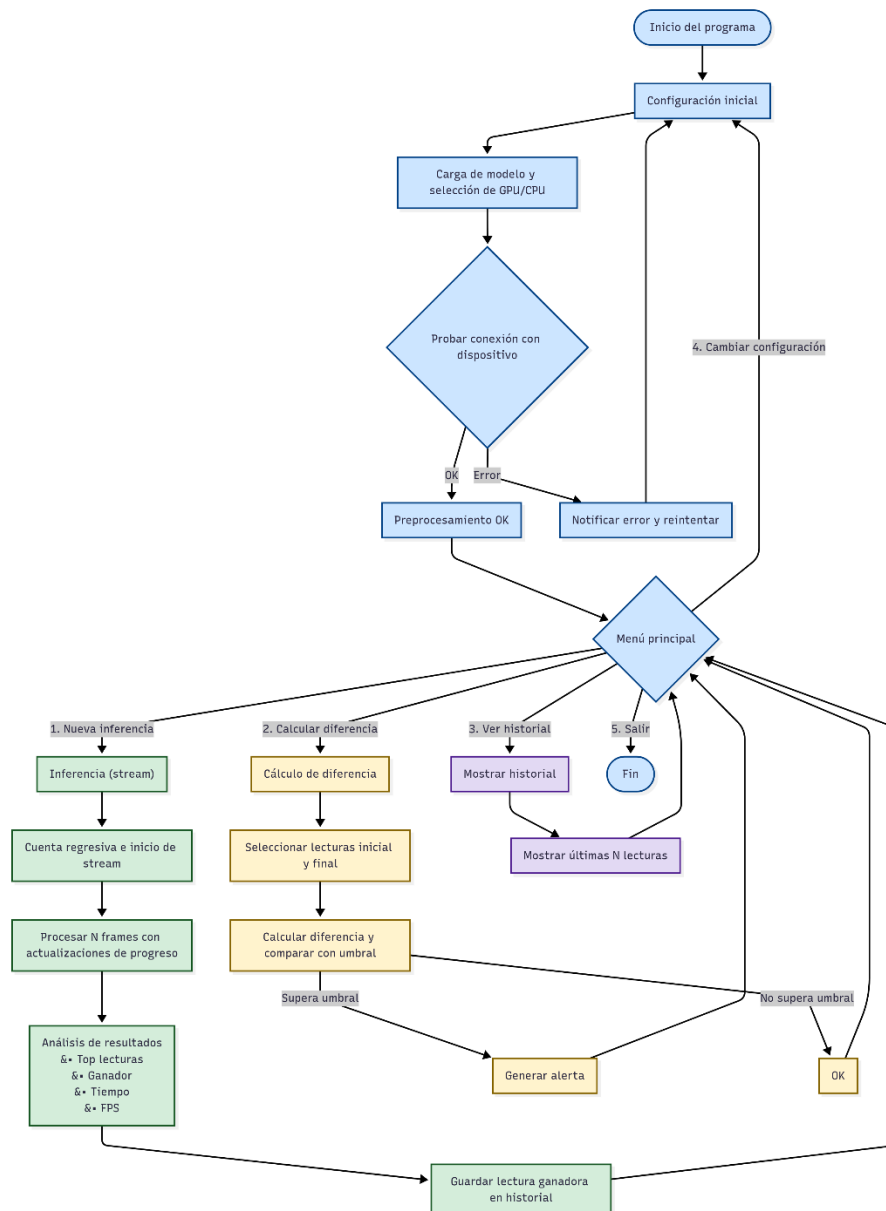 Inicio del programa
Configuración inicial
Carga de modelo y
selección de GPU/CPU
Probar conexión con
dispositivo
4. Cambiar configuración
OK
Error
Preprocesamiento OK
Notificar error y reintentar
Menú principal
1. Nueva inferencia
2. Calcular diferencia
3. Ver historial
5. Salir
Inferencia (stream)
Cálculo de diferencia
Mostrar historial
Fin
Cuenta regresiva e inicio de
stream
Seleccionar lecturas inicial
y final
Mostrar últimas N lecturas
Procesar N frames con
actualizaciones de progreso
Calcular diferencia y
comparar con umbral
Supera umbral
No supera umbral
Análisis de resultados
&• Top lecturas
&• Ganador
&• Tiempo
&• FPS
Generar alerta
OK
Guardar lectura ganadora
en historial